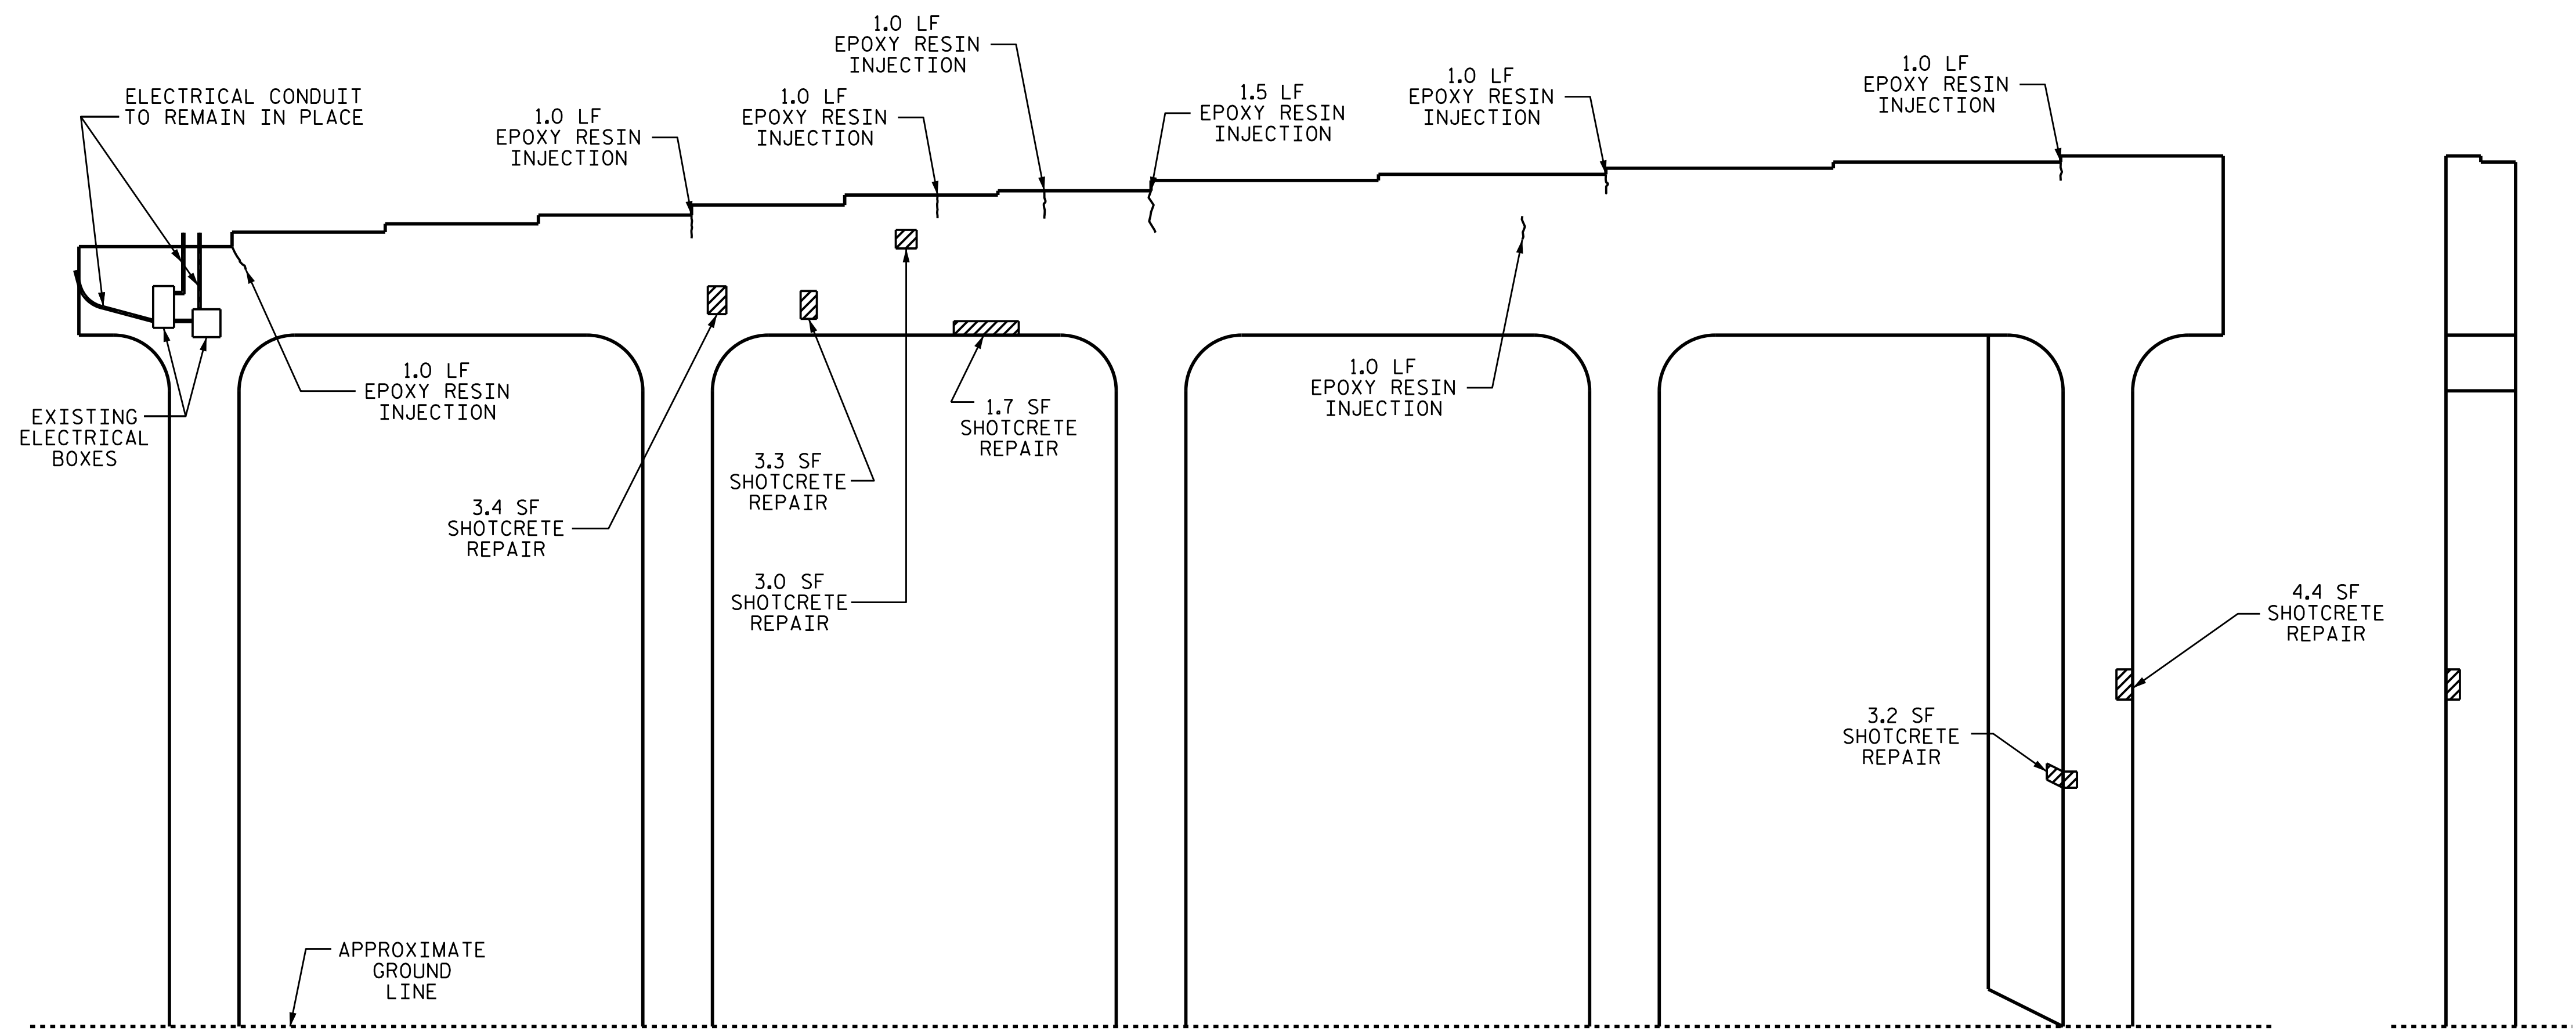 1.0 LF
EPOXY RESIN
INJECTION
ELECTRICAL CONDUIT
TO REMAIN IN PLACE
1.0 LF
EPOXY RESIN
INJECTION
1.0 LF
EPOXY RESIN
INJECTION
1.5 LF
EPOXY RESIN
INJECTION
1.0 LF
EPOXY RESIN
INJECTION
1.0 LF
EPOXY RESIN
INJECTION
1.0 LF
EPOXY RESIN
INJECTION
EXISTING
ELECTRICAL
BOXES
1.0 LF
EPOXY RESIN
INJECTION
1.7 SF
SHOTCRETE
REPAIR
3.3 SF
SHOTCRETE
REPAIR
3.4 SF
SHOTCRETE
REPAIR
3.0 SF
SHOTCRETE
REPAIR
4.4 SF
SHOTCRETE
REPAIR
3.2 SF
SHOTCRETE
REPAIR
APPROXIMATE
GROUND
LINE